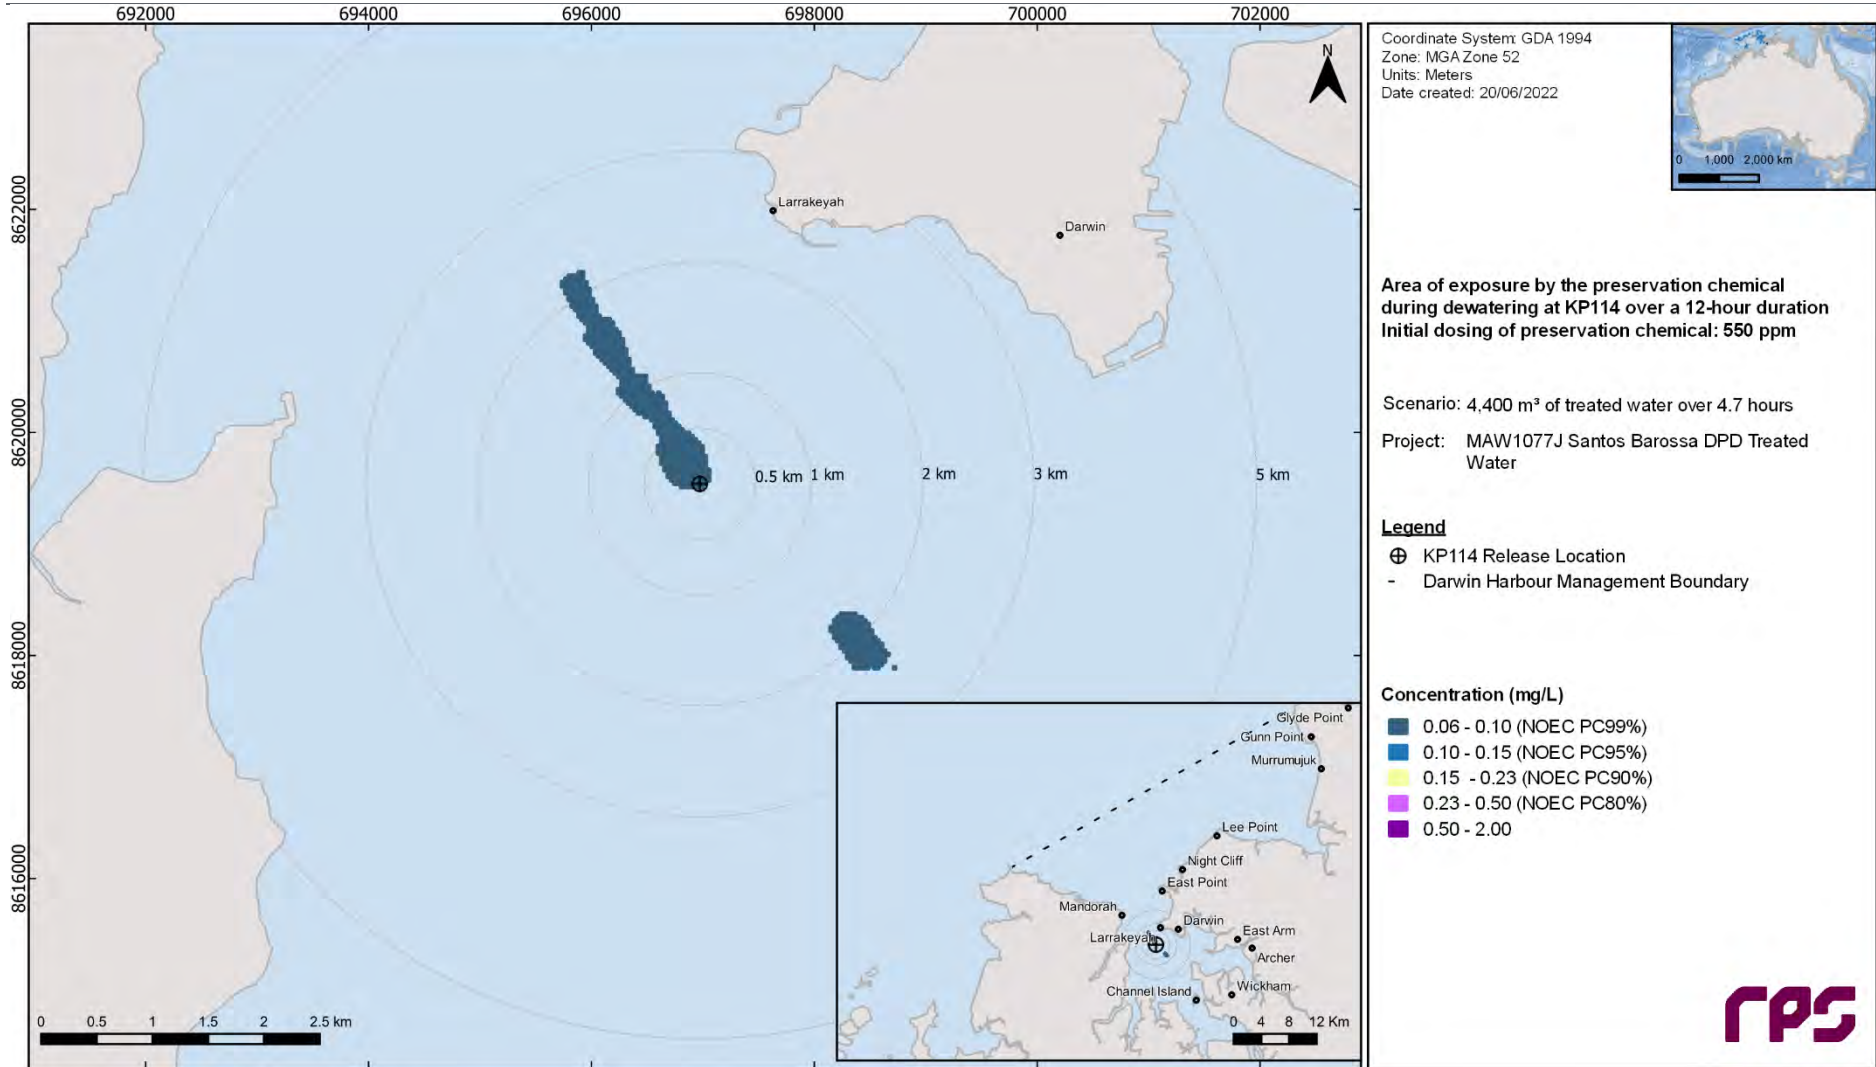 692000
694000
696000
698000
700000
702000
8622000
8620000
8618000
8616000
N
Larrakeyah
Darwin
0.5 km
1 km
2 km
3 km
5 km
0 0.5 1 1.5 2 2.5 km
Glyde Point
Gunn Point
Murrumujuk
Lee Point
Night Cliff
East Point
Mandorah
Darwin
Larrakeyah
East Arm
Archer
Channel Island
Wickham
0 4 8 12 Km
Coordinate System: GDA 1994
Zone: MGA Zone 52
Units: Meters
Date created: 20/06/2022
0 1,000 2,000 km
Area of exposure by the preservation chemical
during dewatering at KP114 over a 12-hour duration
Initial dosing of preservation chemical: 550 ppm
Scenario: 4,400 m³ of treated water over 4.7 hours
Project: MAW1077J Santos Barossa DPD Treated
Water
Legend
KP114 Release Location
Darwin Harbour Management Boundary
Concentration (mg/L)
0.06 - 0.10 (NOEC PC99%)
0.10 - 0.15 (NOEC PC95%)
0.15 - 0.23 (NOEC PC90%)
0.23 - 0.50 (NOEC PC80%)
0.50 - 2.00
rps